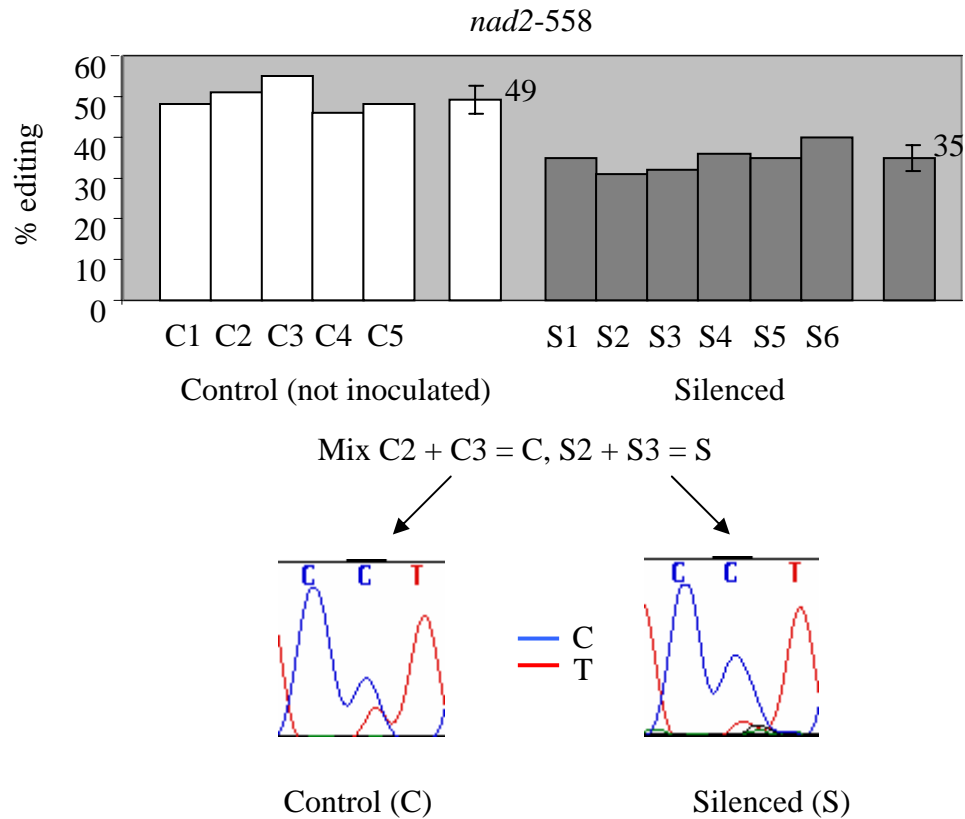 nad2-558
% editing
60
50
40
30
20
10
0
49
35
C1 C2 C3 C4 C5
S1 S2 S3 S4 S5 S6
Control (not inoculated)
Silenced
Mix C2 + C3 = C, S2 + S3 = S
C C T
C C T
C
T
Control (C)
Silenced (S)